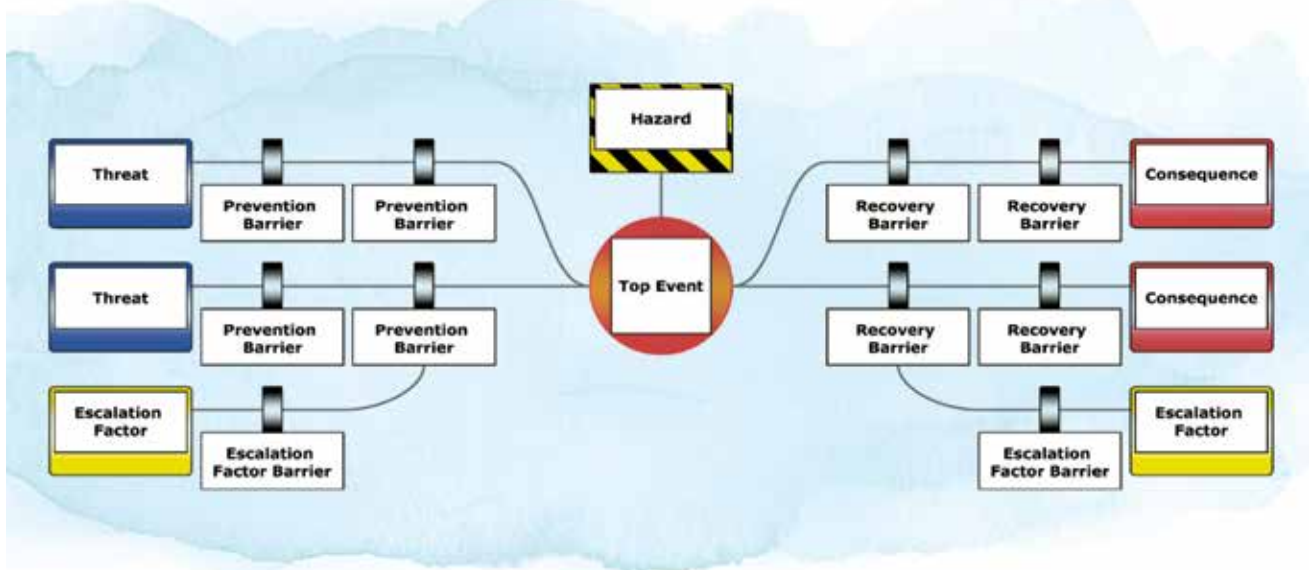 Hazard
Threat
Prevention
Barrier
Prevention
Barrier
Recovery
Barrier
Recovery
Barrier
Consequence
Top Event
Threat
Prevention
Barrier
Prevention
Barrier
Recovery
Barrier
Recovery
Barrier
Consequence
Escalation
Factor
Escalation
Factor Barrier
Escalation
Factor Barrier
Escalation
Factor